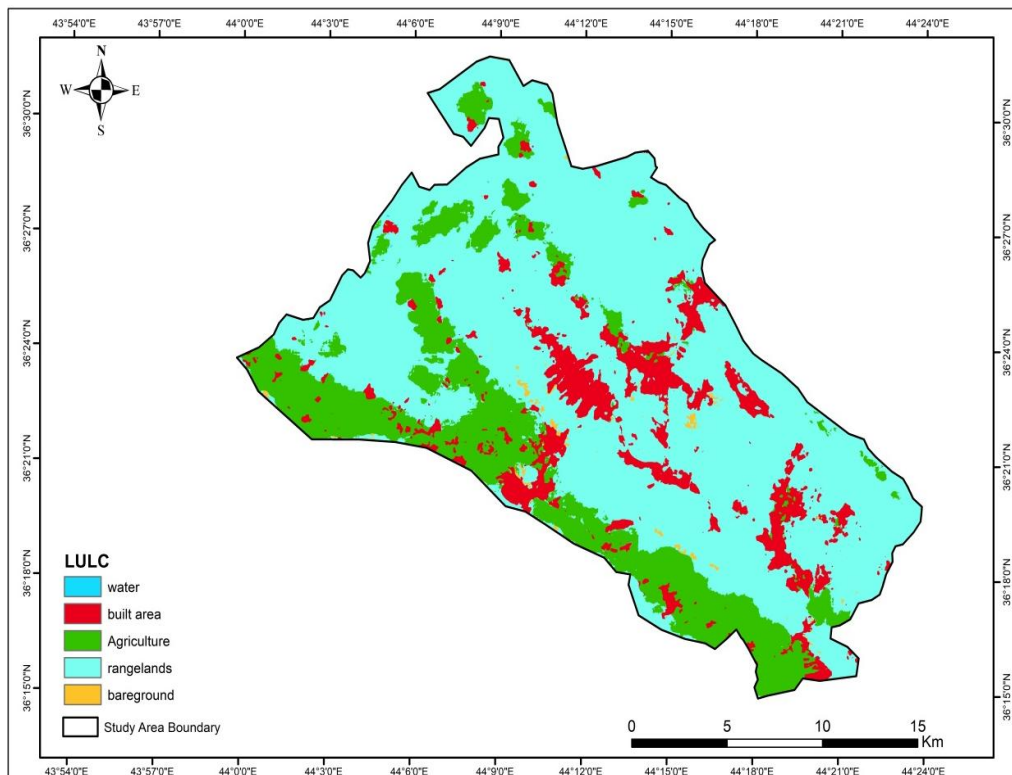 43°54'0"E 43°57'0"E 44°0'0"E 44°3'0"E 44°6'0"E 44°9'0"E 44°12'0"E 44°15'0"E 44°18'0"E 44°21'0"E 44°24'0"E
N
W E
S
36°30'0"N 36°30'0"N
36°27'0"N 36°27'0"N
36°24'0"N 36°24'0"N
36°21'0"N 36°21'0"N
36°18'0"N 36°18'0"N
36°15'0"N 36°15'0"N
LULC
water
built area
Agriculture
rangelands
bareground
Study Area Boundary
0 5 10 15
Km
43°54'0"E 43°57'0"E 44°0'0"E 44°3'0"E 44°6'0"E 44°9'0"E 44°12'0"E 44°15'0"E 44°18'0"E 44°21'0"E 44°24'0"E